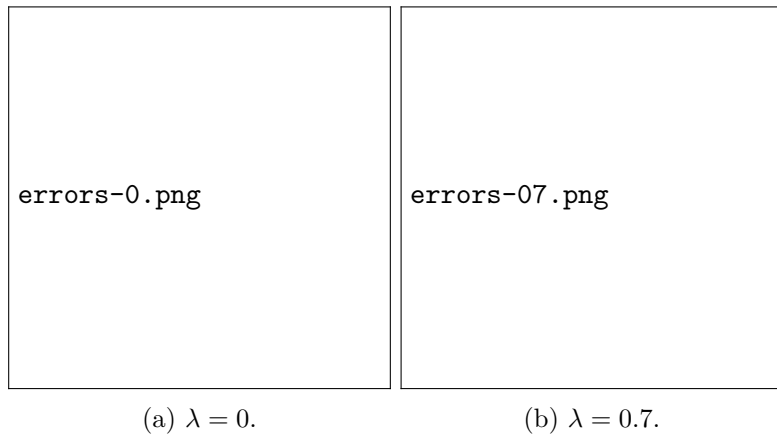 errors-0.png
errors-07.png
(a) λ = 0.
(b) λ = 0.7.